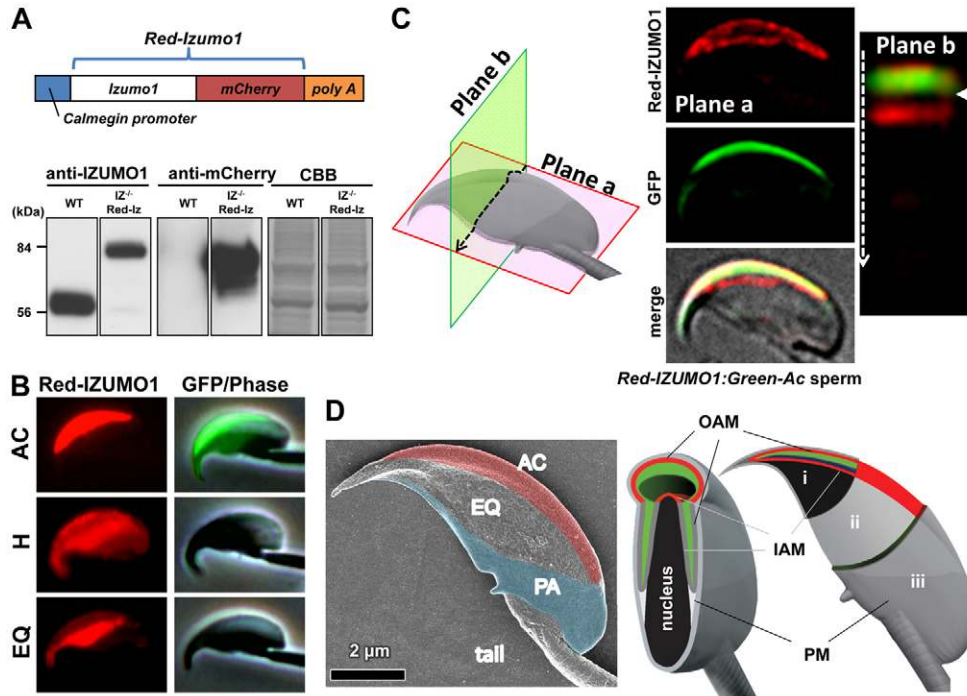 A
Red-Izumo1
Izumo1 mCherry poly A
Calmegin promoter
anti-IZUMO1 anti-mCherry CBB
WT IZ-/- Red-Iz WT IZ-/- Red-Iz WT IZ-/- Red-Iz
(kDa)
84
56
B
Red-IZUMO1 GFP/Phase
AC
H
EQ
C
Plane b
Plane a
Red-IZUMO1
Plane a
GFP
merge
Plane b
Red-IZUMO1:Green-Ac sperm
D
AC
EQ
PA
tail
2 µm
OAM
i
ii
IAM
iii
nucleus
PM